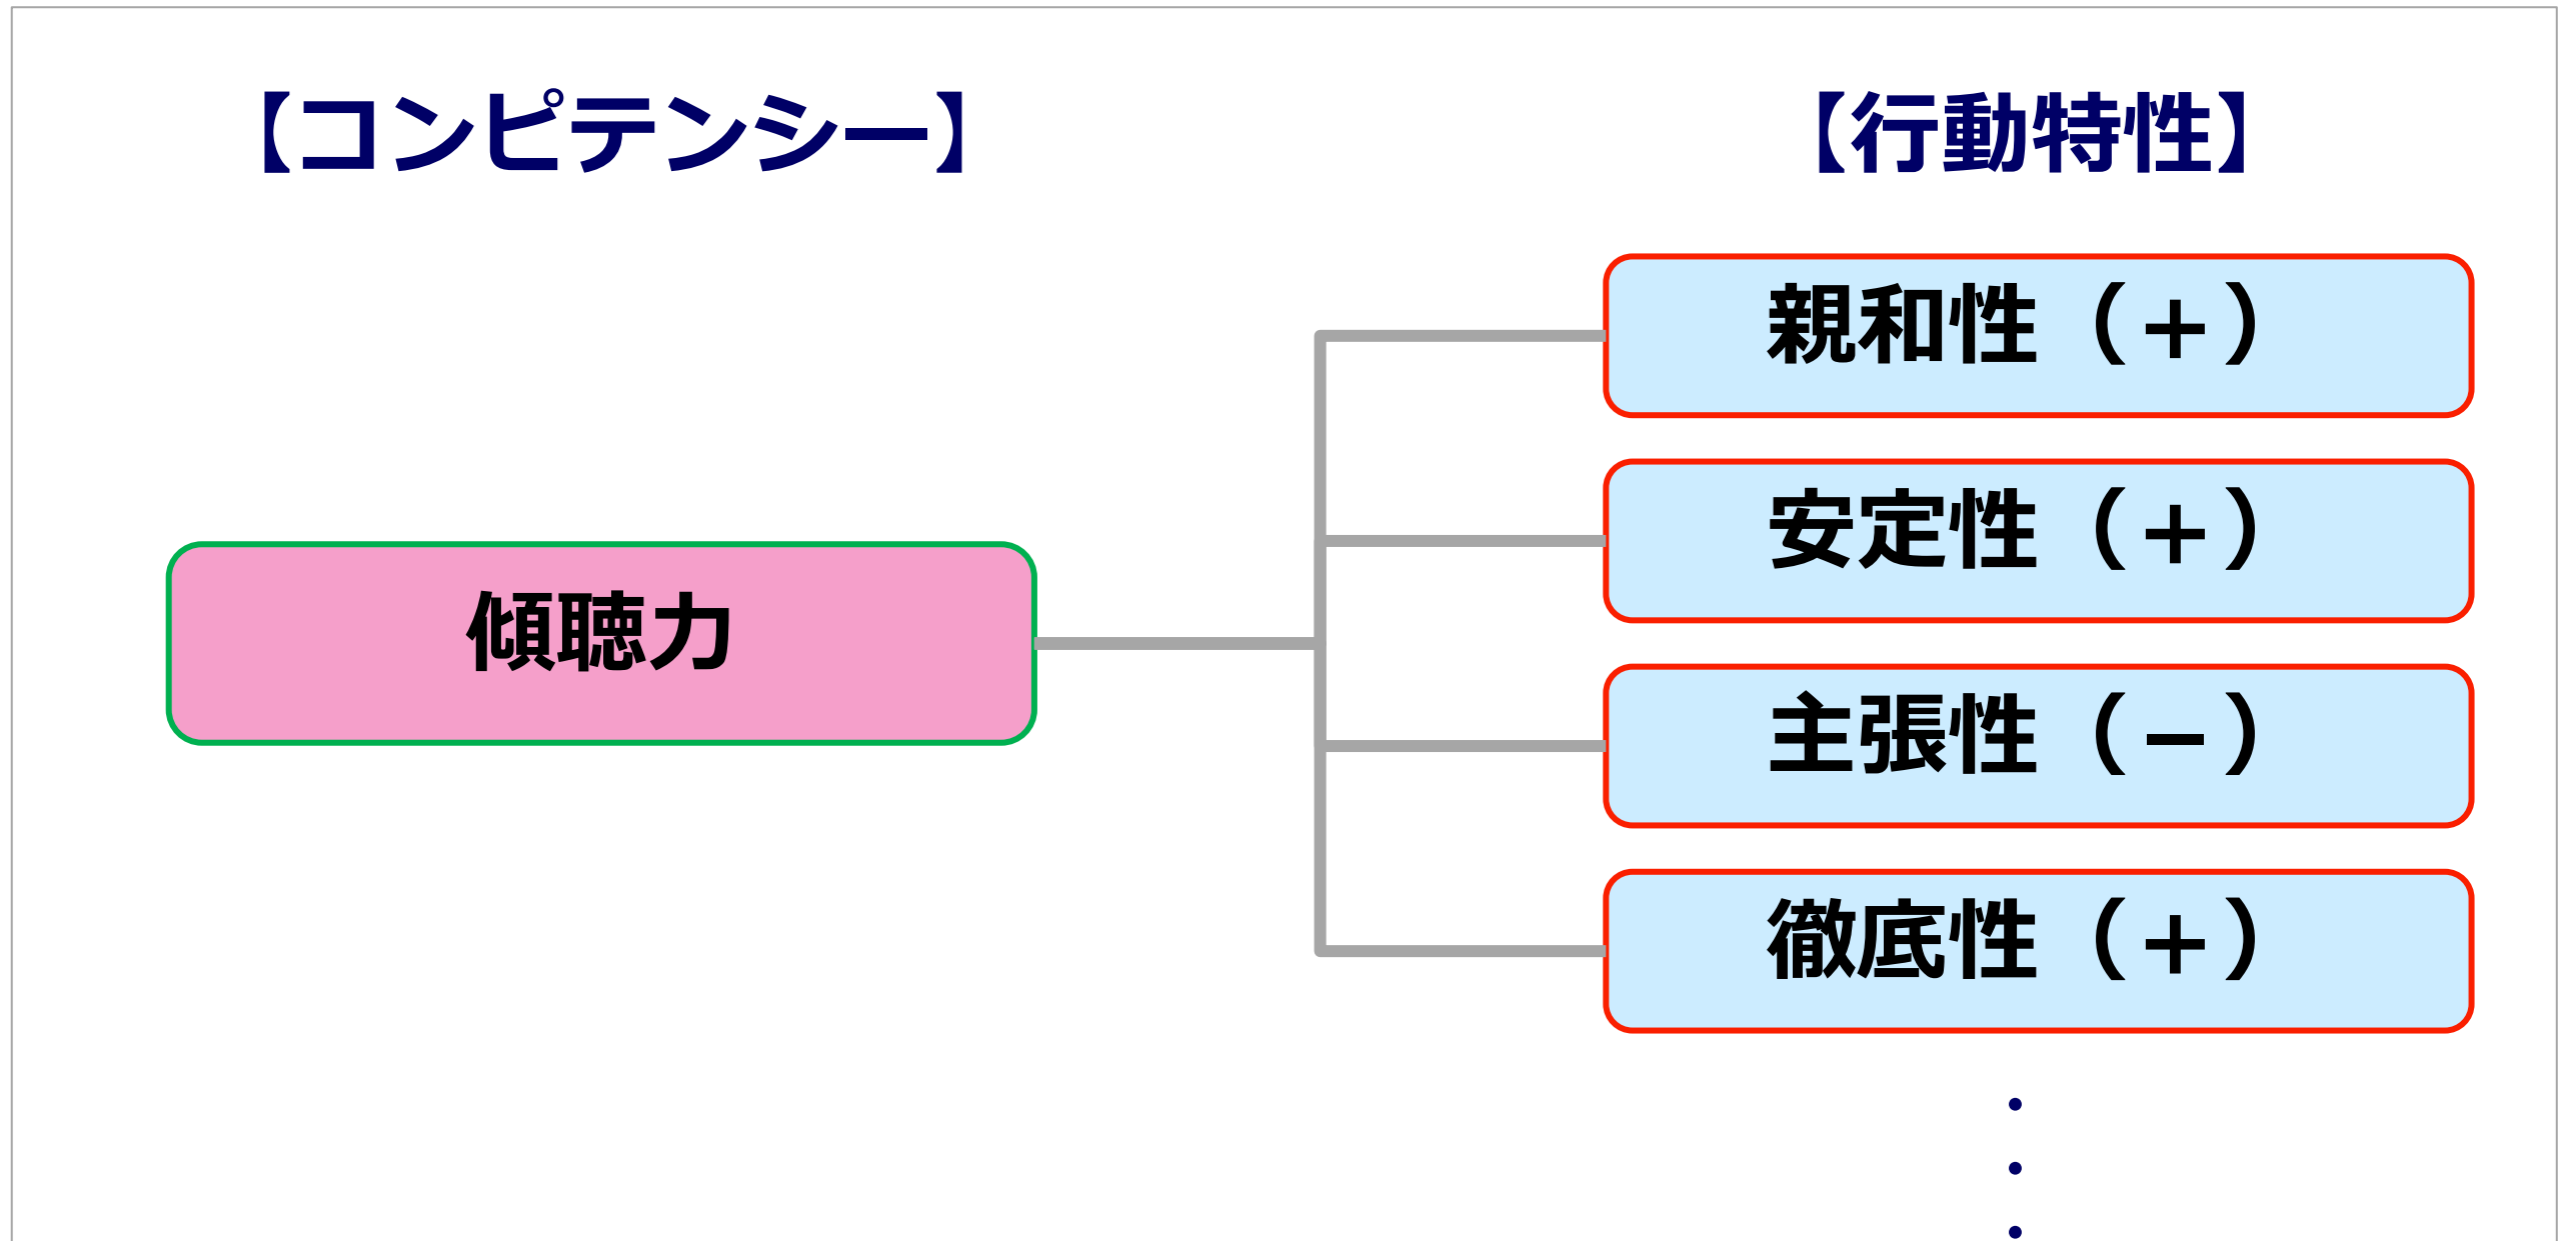 【コンピテンシー】
【行動特性】
傾聴力
親和性（＋）
安定性（＋）
主張性（－）
徹底性（＋）
・
・
・